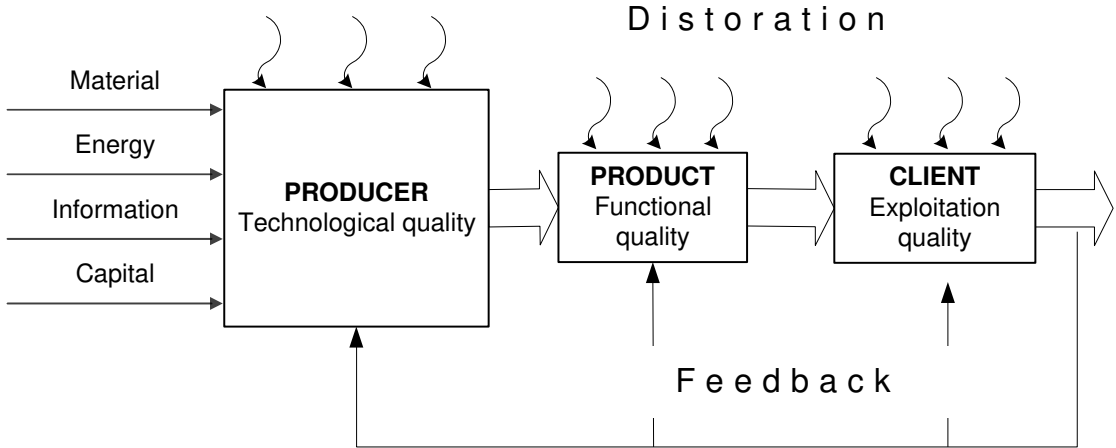 Distoration
Material
Energy
Information
Capital
PRODUCER
Technological quality
PRODUCT
Functional
quality
CLIENT
Exploitation
quality
Feedback